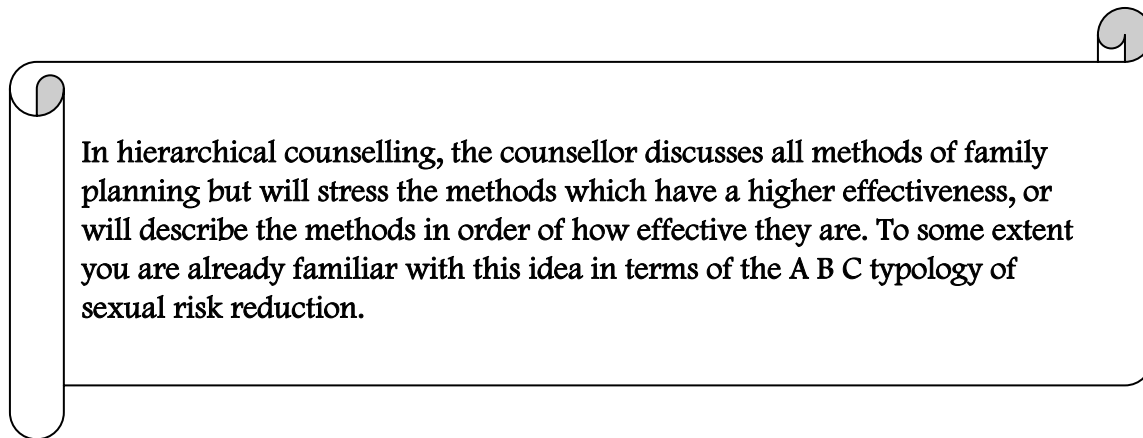 In hierarchical counselling, the counsellor discusses all methods of family
planning but will stress the methods which have a higher effectiveness, or
will describe the methods in order of how effective they are. To some extent
you are already familiar with this idea in terms of the A B C typology of
sexual risk reduction.